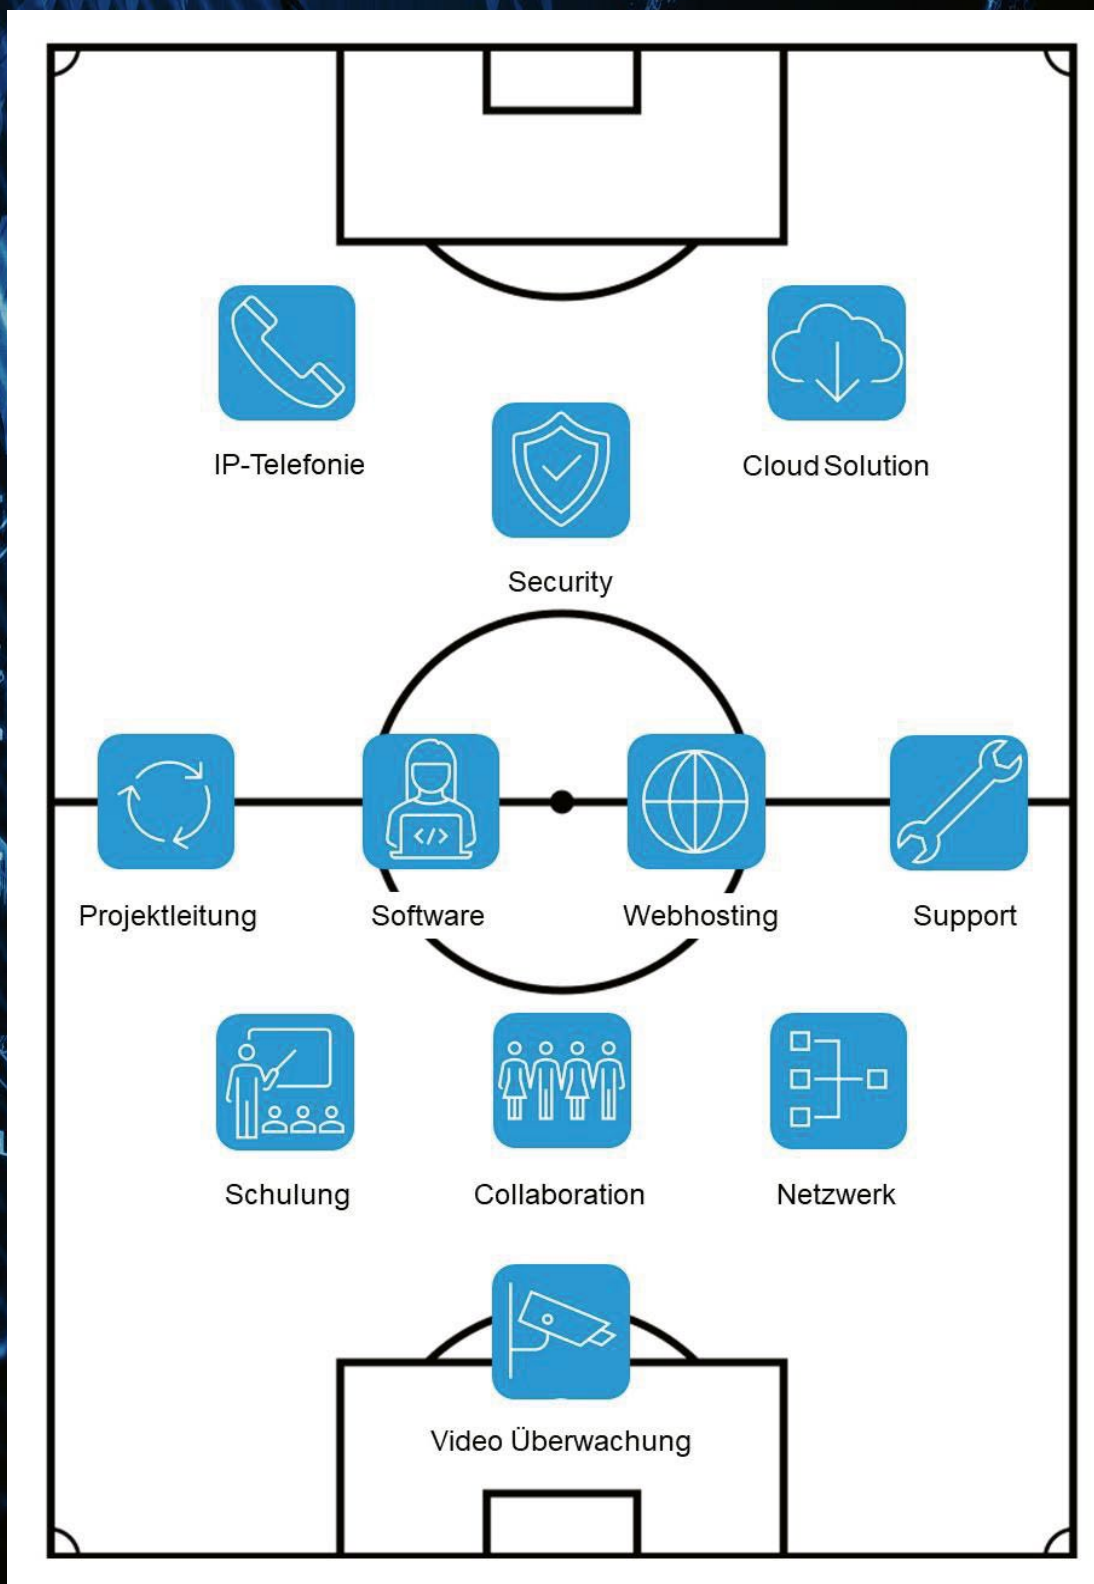 IP-Telefonie
Cloud Solution
Security
Projektleitung
Software
Webhosting
Support
Schulung
Collaboration
Netzwerk
Video Überwachung